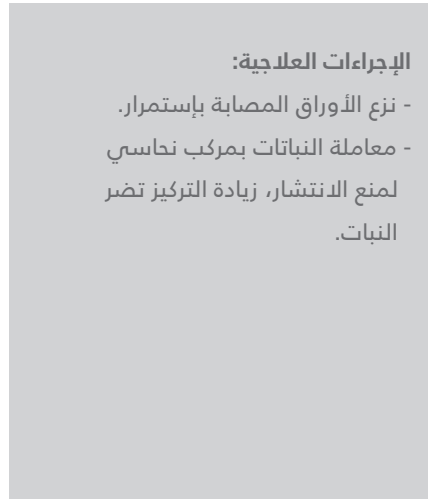 الإجراءات العلاجية:
- نزع الأوراق المصابة بإستمرار.
- معاملة النباتات بمركب نحاسي
لمنع الانتشار، زيادة التركيز تضر
النبات.